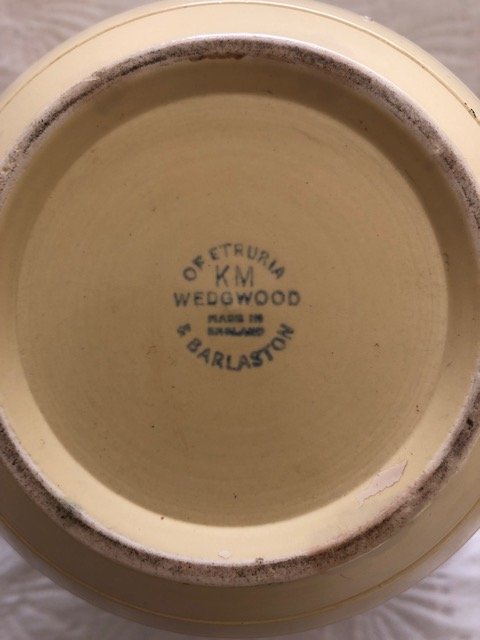 OF ETRURIA
KM
WEDGWOOD
MADE IN
ENGLAND
& BARLASTON